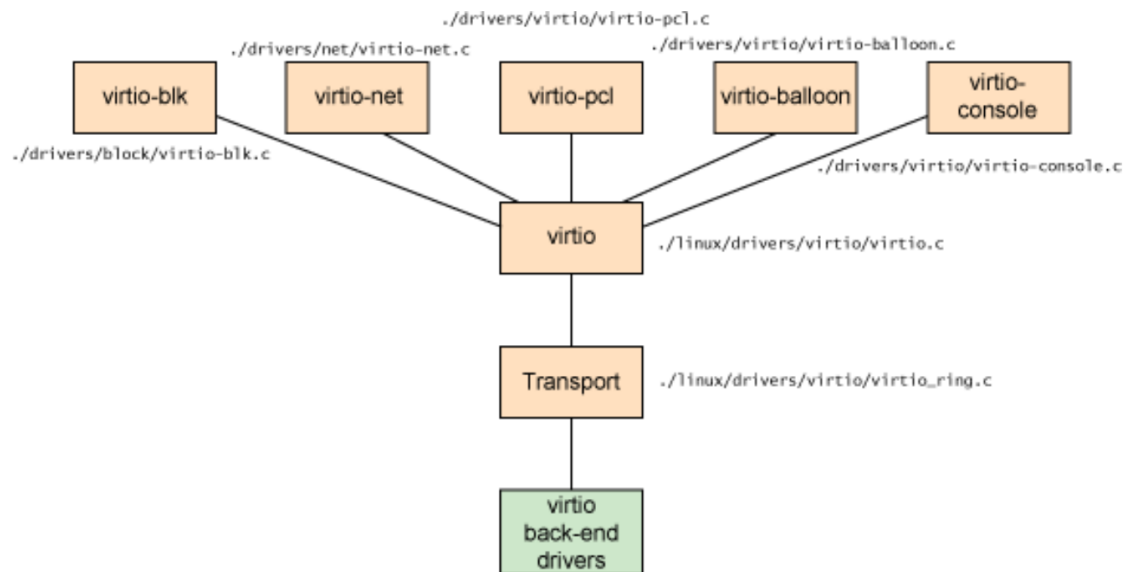 ./drivers/virtio/virtio-pcl.c
./drivers/net/virtio-net.c
./drivers/virtio/virtio-balloon.c
virtio-blk
virtio-net
virtio-pcl
virtio-balloon
virtio-
console
./drivers/block/virtio-blk.c
./drivers/virtio/virtio-console.c
virtio
./linux/drivers/virtio/virtio.c
Transport
./linux/drivers/virtio/virtio_ring.c
virtio
back-end
drivers